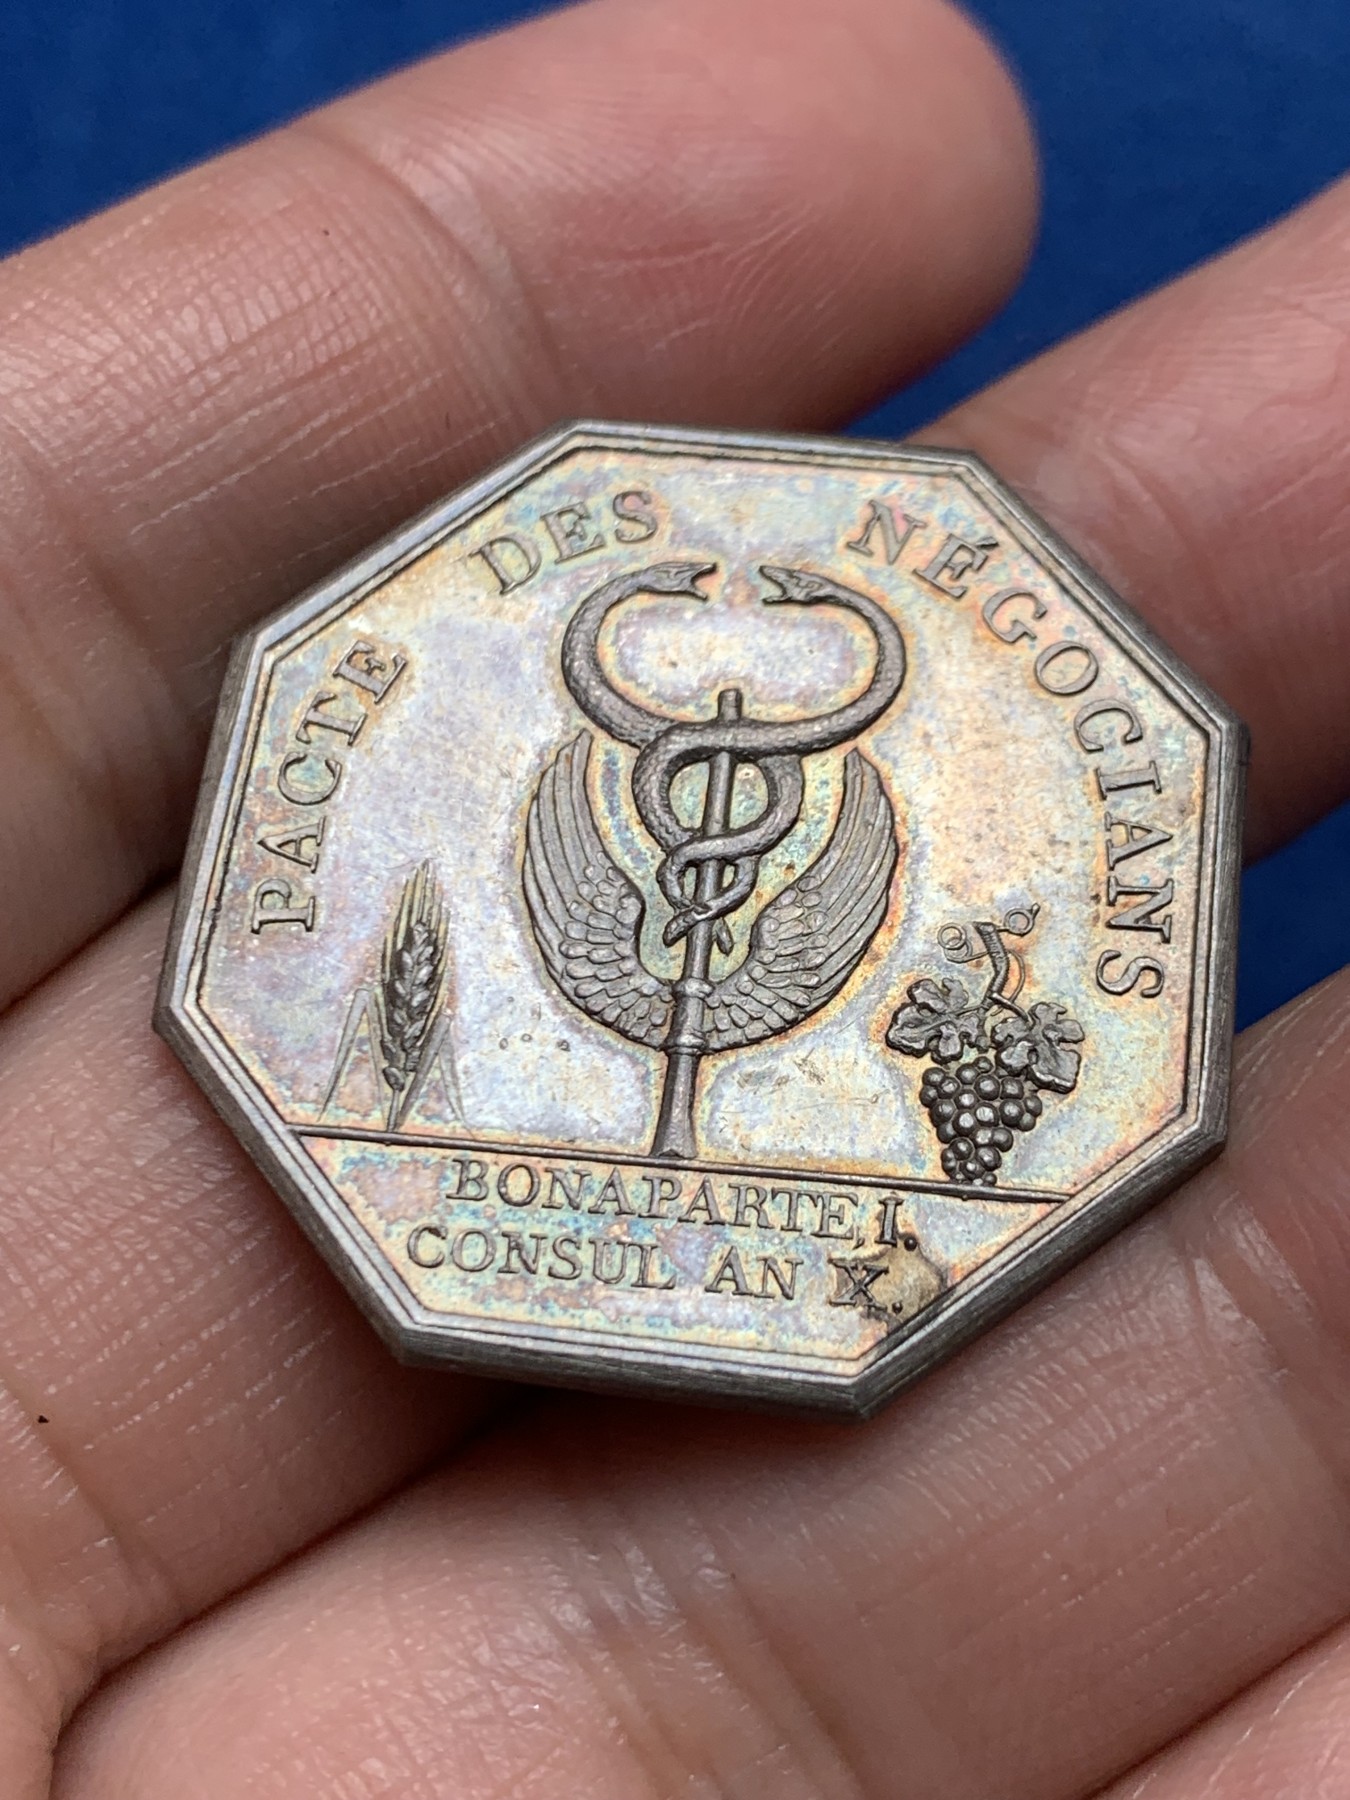 PACTE DES NÉGOCIANS
BONAPARTE, I.
CONSUL AN X.